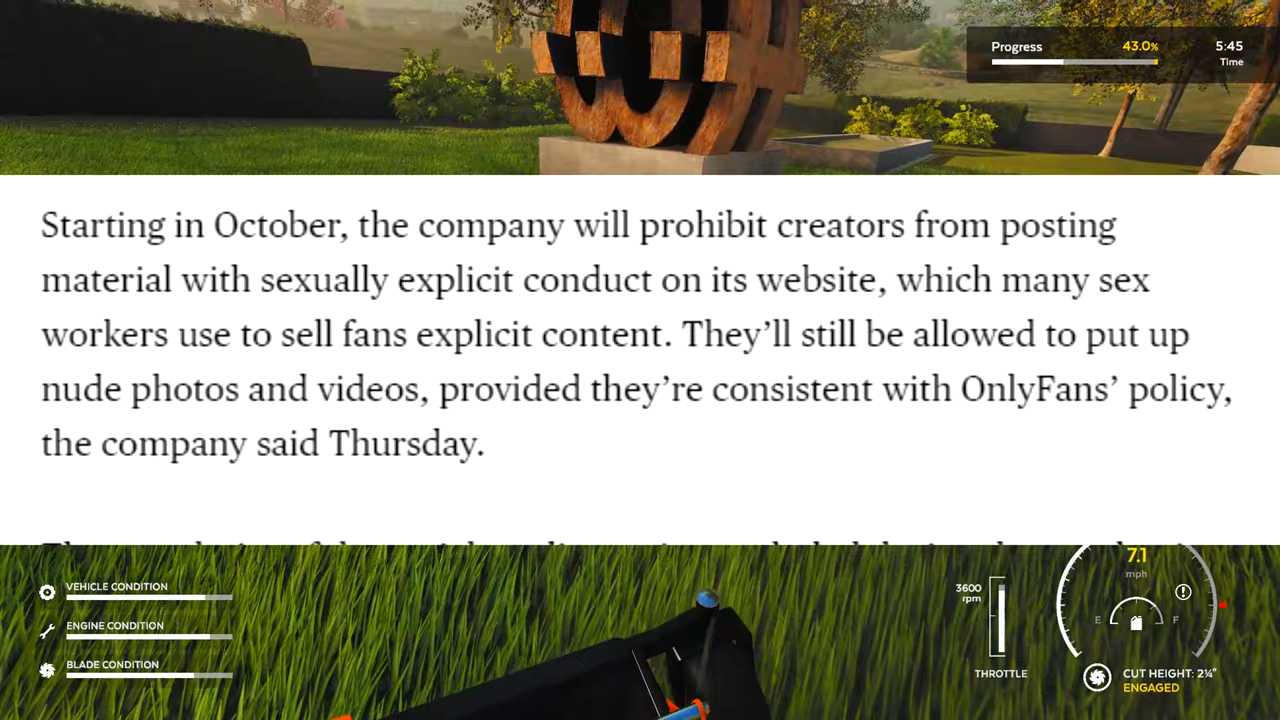 Progress 43.0% 5:45
Time
Starting in October, the company will prohibit creators from posting
material with sexually explicit conduct on its website, which many sex
workers use to sell fans explicit content. They’ll still be allowed to put up
nude photos and videos, provided they’re consistent with OnlyFans’ policy,
the company said Thursday.
VEHICLE CONDITION
ENGINE CONDITION
BLADE CONDITION
3600
rpm
THROTTLE
7.1
mph
E F
CUT HEIGHT: 2¼"
ENGAGED